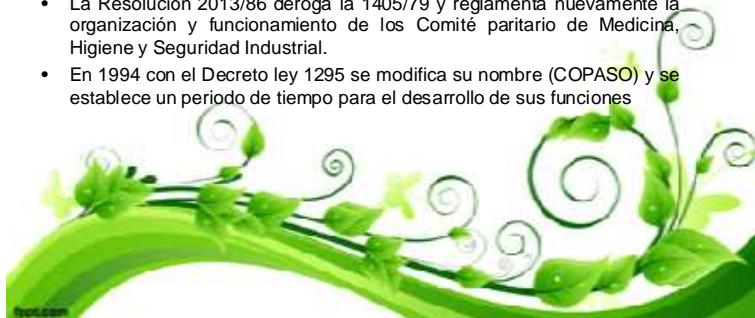 • La Resolución 2013/86 deroga la 1405/79 y reglamenta nuevamente la
organización y funcionamiento de los Comité paritario de Medicina,
Higiene y Seguridad Industrial.
• En 1994 con el Decreto ley 1295 se modifica su nombre (COPASO) y se
establece un periodo de tiempo para el desarrollo de sus funciones
fppt.com